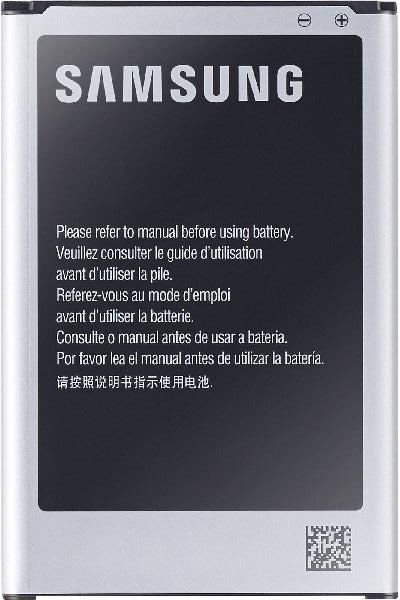 SAMSUNG
Please refer to manual before using battery.
Veuillez consulter le guide d'utilisation
avant d'utiliser la pile.
Referez-vous au mode d'emploi
avant d'utiliser la batterie.
Consulte o manual antes de usar a bateria.
Por favor lea el manual antes de utilizar la batería.
请按照说明书指示使用电池.